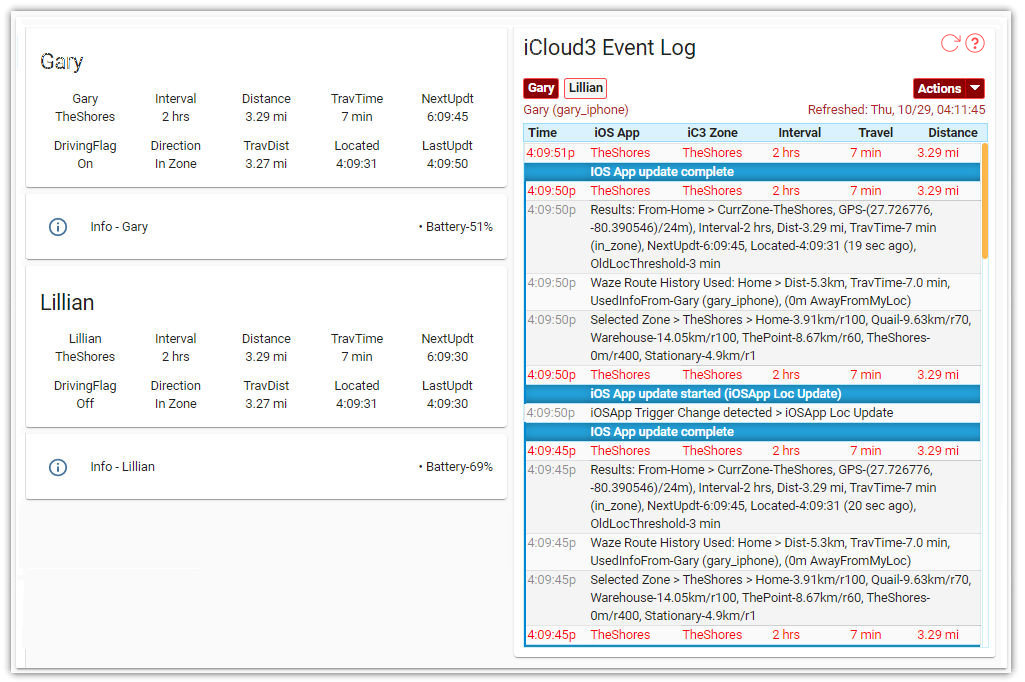 Gary
Gary Interval Distance TravTime NextUpdt
TheShores 2 hrs 3.29 mi 7 min 6:09:45
DrivingFlag Direction TravDist Located LastUpdt
On In Zone 3.27 mi 4:09:31 4:09:50
Info - Gary • Battery-51%
Lillian
Lillian Interval Distance TravTime NextUpdt
TheShores 2 hrs 3.29 mi 7 min 6:09:30
DrivingFlag Direction TravDist Located LastUpdt
Off In Zone 3.27 mi 4:09:31 4:09:30
Info - Lillian • Battery-69%
iCloud3 Event Log
Gary Lillian Actions
Gary (gary_iphone) Refreshed: Thu, 10/29, 04:11:45
Time iOS App iC3 Zone Interval Travel Distance
4:09:51p TheShores TheShores 2 hrs 7 min 3.29 mi
IOS App update complete
4:09:50p TheShores TheShores 2 hrs 7 min 3.29 mi
4:09:50p Results: From-Home > CurrZone-TheShores, GPS-(27.726776,
-80.390546)/24m), Interval-2 hrs, Dist-3.29 mi, TravTime-7 min
(in_zone), NextUpdt-6:09:45, Located-4:09:31 (19 sec ago),
OldLocThreshold-3 min
4:09:50p Waze Route History Used: Home > Dist-5.3km, TravTime-7.0 min,
UsedInfoFrom-Gary (gary_iphone), (0m AwayFromMyLoc)
4:09:50p Selected Zone > TheShores > Home-3.91km/r100, Quail-9.63km/r70,
Warehouse-14.05km/r100, ThePoint-8.67km/r60, TheShores-
0m/r400, Stationary-4.9km/r1
4:09:50p TheShores TheShores 2 hrs 7 min 3.29 mi
iOS App update started (iOSApp Loc Update)
4:09:50p iOSApp Trigger Change detected > iOSApp Loc Update
IOS App update complete
4:09:45p TheShores TheShores 2 hrs 7 min 3.29 mi
4:09:45p Results: From-Home > CurrZone-TheShores, GPS-(27.726776,
-80.390546)/24m), Interval-2 hrs, Dist-3.29 mi, TravTime-7 min
(in_zone), NextUpdt-6:09:45, Located-4:09:31 (20 sec ago),
OldLocThreshold-3 min
4:09:45p Waze Route History Used: Home > Dist-5.3km, TravTime-7.0 min,
UsedInfoFrom-Gary (gary_iphone), (0m AwayFromMyLoc)
4:09:45p Selected Zone > TheShores > Home-3.91km/r100, Quail-9.63km/r70,
Warehouse-14.05km/r100, ThePoint-8.67km/r60, TheShores-
0m/r400, Stationary-4.9km/r1
4:09:45p TheShores TheShores 2 hrs 7 min 3.29 mi